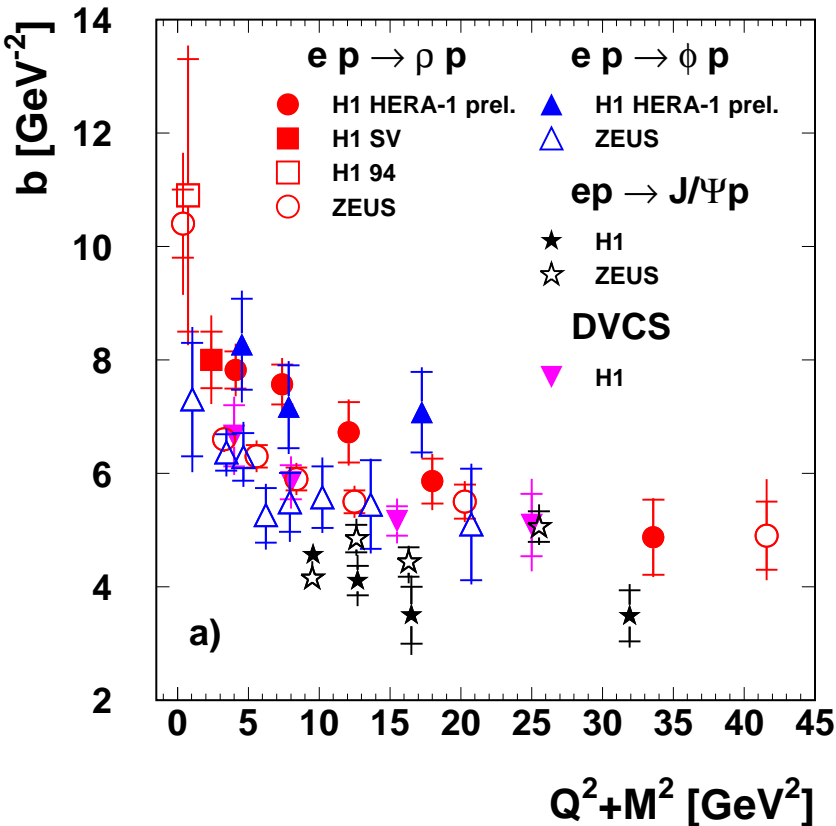 b [GeV⁻²]
14
12
10
8
6
4
2
e p → ρ p
H1 HERA-1 prel.
H1 SV
H1 94
ZEUS
e p → ϕ p
H1 HERA-1 prel.
ZEUS
ep → J/Ψp
H1
ZEUS
DVCS
H1
a)
0 5 10 15 20 25 30 35 40 45
Q²+M² [GeV²]